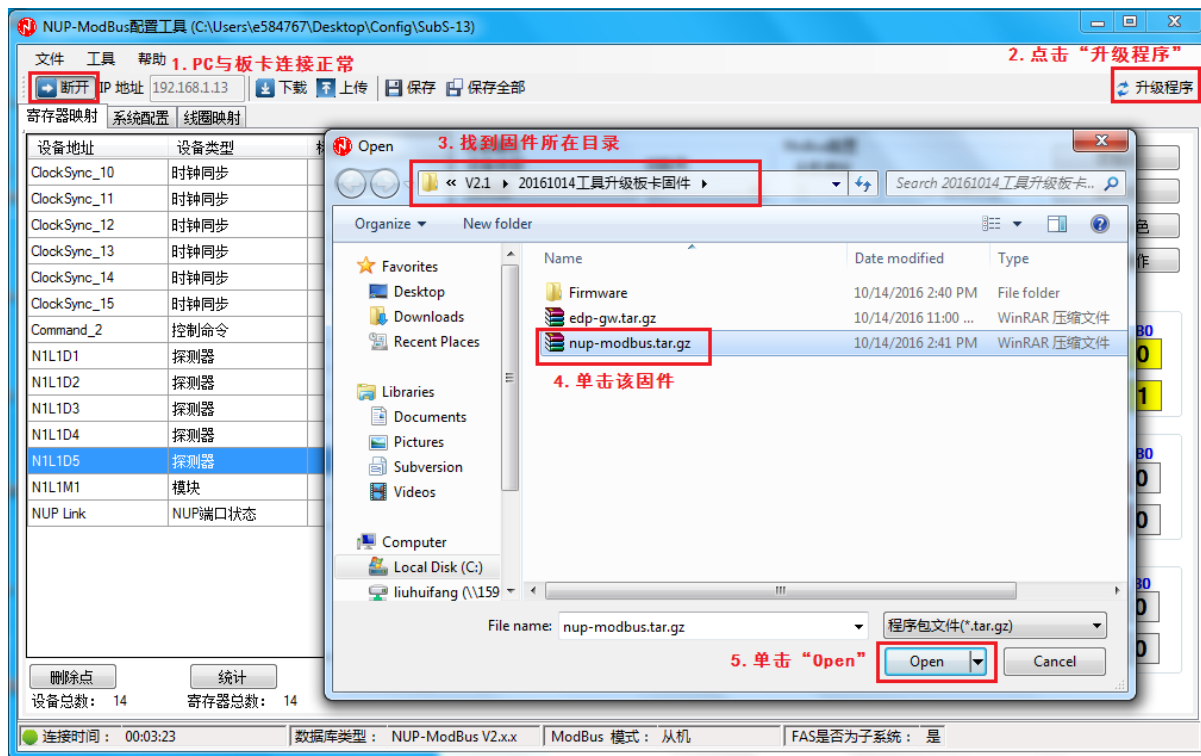 NUP-ModBus配置工具 (C:\Users\e584767\Desktop\Config\SubS-13)
文件 工具 帮助
1. PC与板卡连接正常
2. 点击“升级程序”
断开 IP 地址 192.168.1.13 下载 上传 保存 保存全部 升级程序
寄存器映射 系统配置 线圈映射
设备地址 设备类型
ClockSync_10 时钟同步
ClockSync_11 时钟同步
ClockSync_12 时钟同步
ClockSync_13 时钟同步
ClockSync_14 时钟同步
ClockSync_15 时钟同步
Command_2 控制命令
N1L1D1 探测器
N1L1D2 探测器
N1L1D3 探测器
N1L1D4 探测器
N1L1D5 探测器
N1L1M1 模块
NUP Link NUP端口状态
删除点 统计
设备总数： 14 寄存器总数： 14
Open
3. 找到固件所在目录
« V2.1 ▸ 20161014工具升级板卡固件 ▸
Search 20161014工具升级板卡...
Organize New folder
Favorites
Desktop
Downloads
Recent Places
Libraries
Documents
Pictures
Subversion
Videos
Computer
Local Disk (C:)
liuhuifang (\\159
Name Date modified Type
Firmware 10/14/2016 2:40 PM File folder
edp-gw.tar.gz 10/14/2016 11:00 ... WinRAR 压缩文件
nup-modbus.tar.gz 10/14/2016 2:41 PM WinRAR 压缩文件
4. 单击该固件
File name: nup-modbus.tar.gz 程序包文件(*.tar.gz)
5. 单击“Open”
Open Cancel
色
作
0
1
0
0
0
0
连接时间： 00:03:23 数据库类型： NUP-ModBus V2.x.x ModBus 模式： 从机 FAS是否为子系统： 是